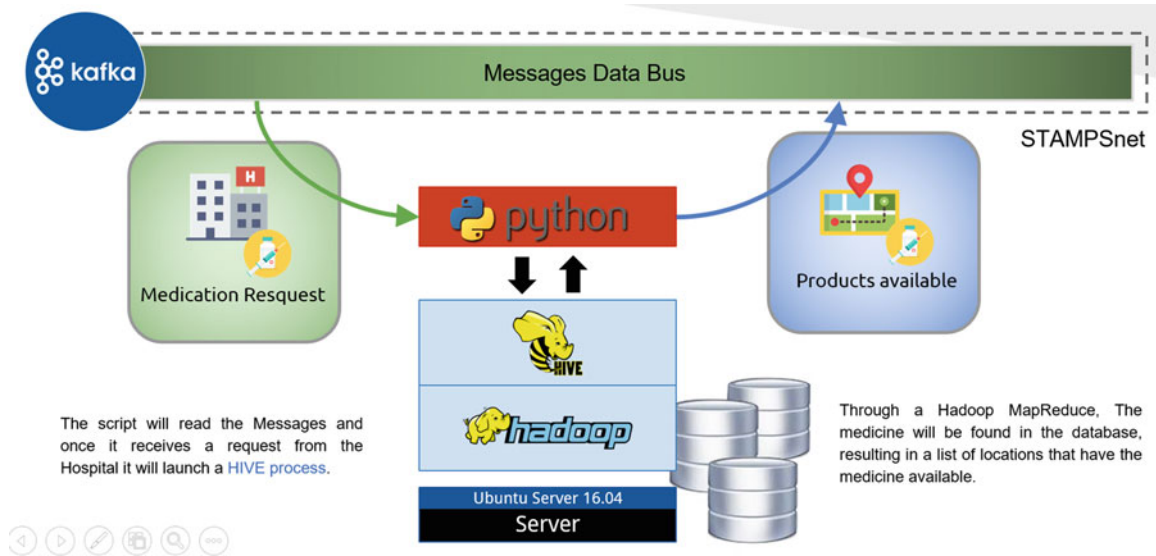 kafka
Messages Data Bus
STAMPSnet
Medication Resquest
python
Products available
HIVE
hadoop
The script will read the Messages and
once it receives a request from the
Hospital it will launch a HIVE process.
Through a Hadoop MapReduce, The
medicine will be found in the database,
resulting in a list of locations that have the
medicine available.
Ubuntu Server 16.04
Server
H